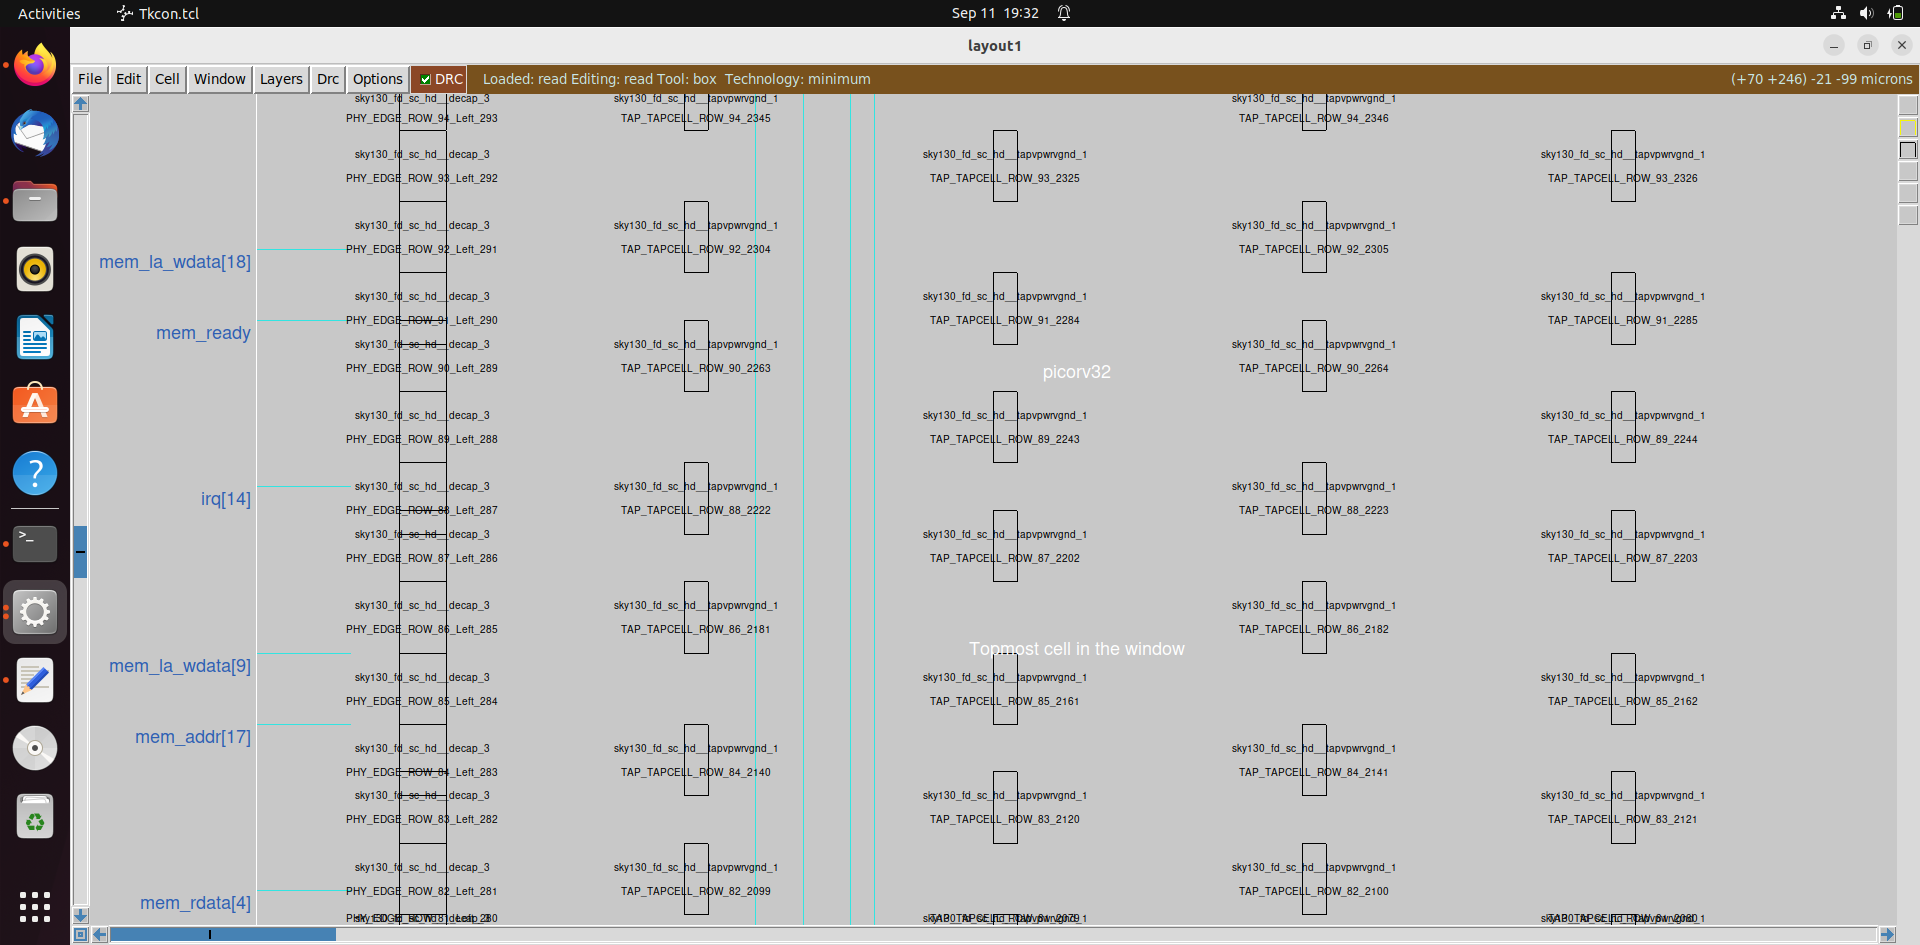 Activities Tkcon.tcl Sep 11 19:32
layout1
File Edit Cell Window Layers Drc Options DRC Loaded: read Editing: read Tool: box Technology: minimum (+70 +246) -21 -99 microns
sky130_fd_sc_hd__decap_3 sky130_fd_sc_hd__tapvpwrvgnd_1 sky130_fd_sc_hd__tapvpwrvgnd_1
PHY_EDGE_ROW_94_Left_293 TAP_TAPCELL_ROW_94_2345 TAP_TAPCELL_ROW_94_2346
sky130_fd_sc_hd__decap_3 sky130_fd_sc_hd__tapvpwrvgnd_1 sky130_fd_sc_hd__tapvpwrvgnd_1
PHY_EDGE_ROW_93_Left_292 TAP_TAPCELL_ROW_93_2325 TAP_TAPCELL_ROW_93_2326
sky130_fd_sc_hd__decap_3 sky130_fd_sc_hd__tapvpwrvgnd_1 sky130_fd_sc_hd__tapvpwrvgnd_1
PHY_EDGE_ROW_92_Left_291 TAP_TAPCELL_ROW_92_2304 TAP_TAPCELL_ROW_92_2305
mem_la_wdata[18]
sky130_fd_sc_hd__decap_3 sky130_fd_sc_hd__tapvpwrvgnd_1 sky130_fd_sc_hd__tapvpwrvgnd_1
PHY_EDGE_ROW_91_Left_290 TAP_TAPCELL_ROW_91_2284 TAP_TAPCELL_ROW_91_2285
mem_ready
sky130_fd_sc_hd__decap_3 sky130_fd_sc_hd__tapvpwrvgnd_1 sky130_fd_sc_hd__tapvpwrvgnd_1
PHY_EDGE_ROW_90_Left_289 TAP_TAPCELL_ROW_90_2263 TAP_TAPCELL_ROW_90_2264
picorv32
sky130_fd_sc_hd__decap_3 sky130_fd_sc_hd__tapvpwrvgnd_1 sky130_fd_sc_hd__tapvpwrvgnd_1
PHY_EDGE_ROW_89_Left_288 TAP_TAPCELL_ROW_89_2243 TAP_TAPCELL_ROW_89_2244
sky130_fd_sc_hd__decap_3 sky130_fd_sc_hd__tapvpwrvgnd_1 sky130_fd_sc_hd__tapvpwrvgnd_1
irq[14]
PHY_EDGE_ROW_88_Left_287 TAP_TAPCELL_ROW_88_2222 TAP_TAPCELL_ROW_88_2223
sky130_fd_sc_hd__decap_3 sky130_fd_sc_hd__tapvpwrvgnd_1 sky130_fd_sc_hd__tapvpwrvgnd_1
PHY_EDGE_ROW_87_Left_286 TAP_TAPCELL_ROW_87_2202 TAP_TAPCELL_ROW_87_2203
sky130_fd_sc_hd__decap_3 sky130_fd_sc_hd__tapvpwrvgnd_1 sky130_fd_sc_hd__tapvpwrvgnd_1
PHY_EDGE_ROW_86_Left_285 TAP_TAPCELL_ROW_86_2181 TAP_TAPCELL_ROW_86_2182
Topmost cell in the window
mem_la_wdata[9]
sky130_fd_sc_hd__decap_3 sky130_fd_sc_hd__tapvpwrvgnd_1 sky130_fd_sc_hd__tapvpwrvgnd_1
PHY_EDGE_ROW_85_Left_284 TAP_TAPCELL_ROW_85_2161 TAP_TAPCELL_ROW_85_2162
mem_addr[17]
sky130_fd_sc_hd__decap_3 sky130_fd_sc_hd__tapvpwrvgnd_1 sky130_fd_sc_hd__tapvpwrvgnd_1
PHY_EDGE_ROW_84_Left_283 TAP_TAPCELL_ROW_84_2140 TAP_TAPCELL_ROW_84_2141
sky130_fd_sc_hd__decap_3 sky130_fd_sc_hd__tapvpwrvgnd_1 sky130_fd_sc_hd__tapvpwrvgnd_1
PHY_EDGE_ROW_83_Left_282 TAP_TAPCELL_ROW_83_2120 TAP_TAPCELL_ROW_83_2121
sky130_fd_sc_hd__decap_3 sky130_fd_sc_hd__tapvpwrvgnd_1 sky130_fd_sc_hd__tapvpwrvgnd_1
PHY_EDGE_ROW_82_Left_281 TAP_TAPCELL_ROW_82_2099 TAP_TAPCELL_ROW_82_2100
mem_rdata[4]